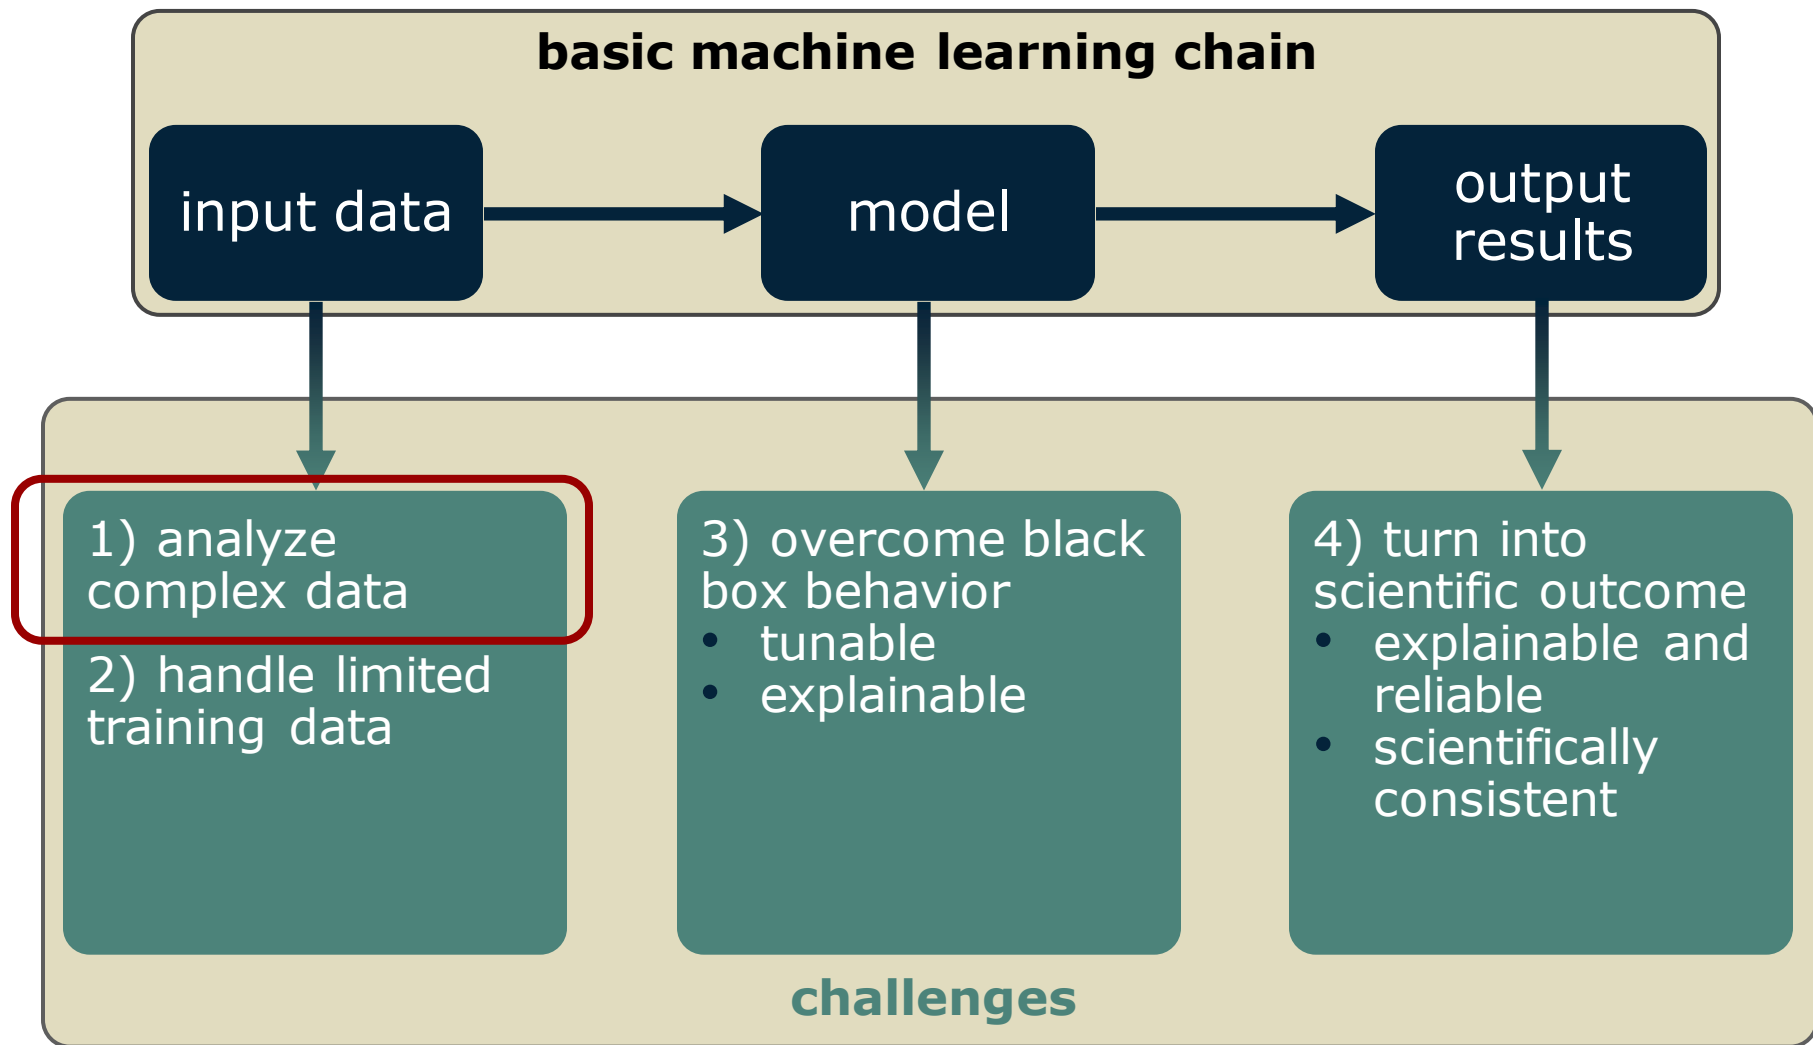 basic machine learning chain
input data
model
output
results
1) analyze
complex data
2) handle limited
training data
3) overcome black
box behavior
• tunable
• explainable
4) turn into
scientific outcome
• explainable and
reliable
• scientifically
consistent
challenges